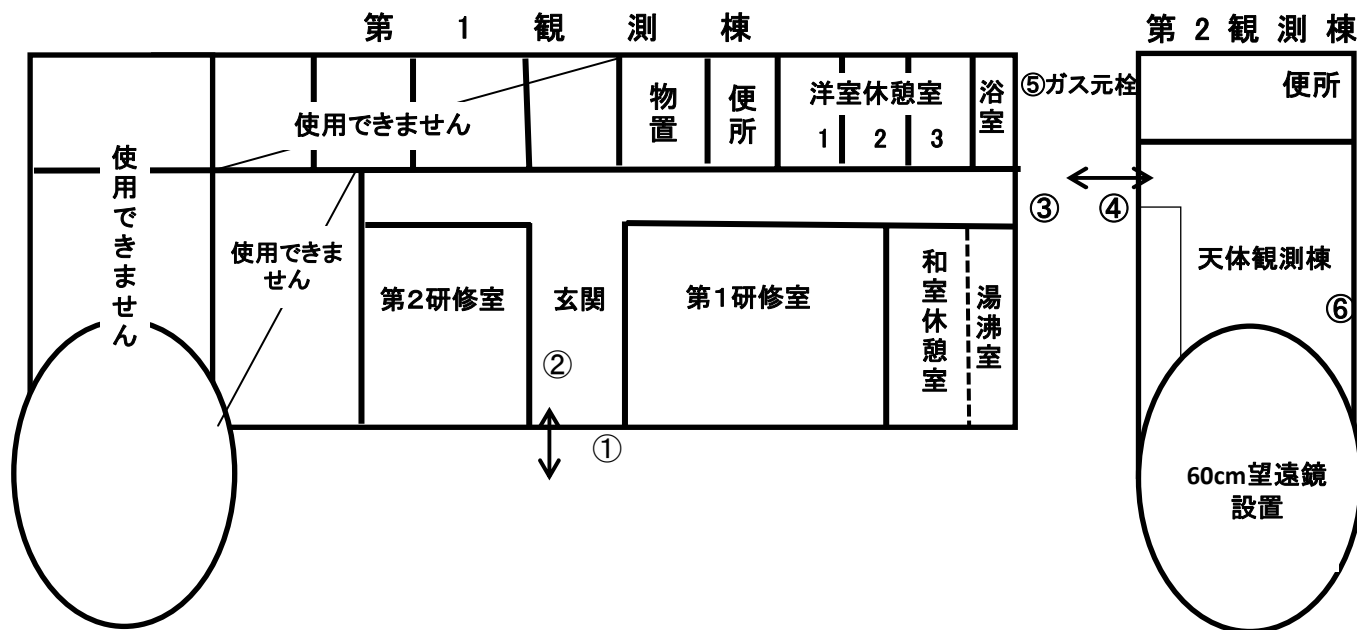 第1観測棟
第2観測棟
使用できません
物置
便所
洋室休憩室
1 2 3
浴室
⑤ガス元栓
便所
使用できません
③
④
使用できま
せん
第2研修室
玄関
第1研修室
和室休憩室
湯沸室
天体観測棟
⑥
②
①
60cm望遠鏡
設置